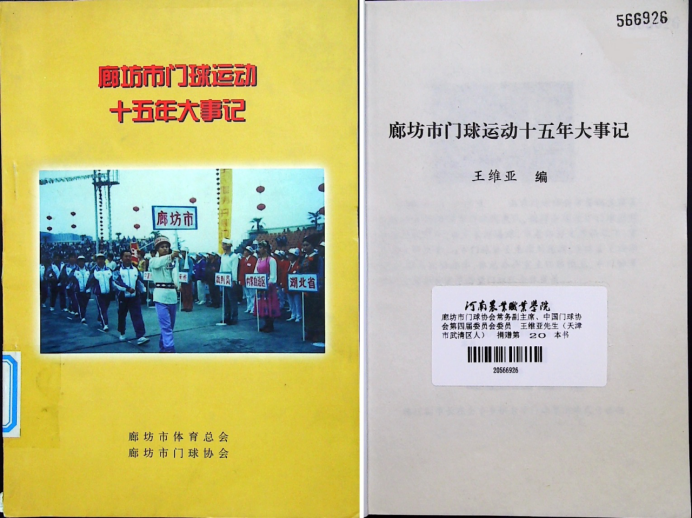 廊坊市门球运动
十五年大事记
廊坊市
湖北省
廊坊市体育总会
廊坊市门球协会
566926
廊坊市门球运动十五年大事记
王维亚 编
河南农业职业学院
廊坊市门球协会常务副主席、中国门球协
会第四届委员会委员 王维亚先生（天津
市武清区人） 捐赠第 20 本书
20566926